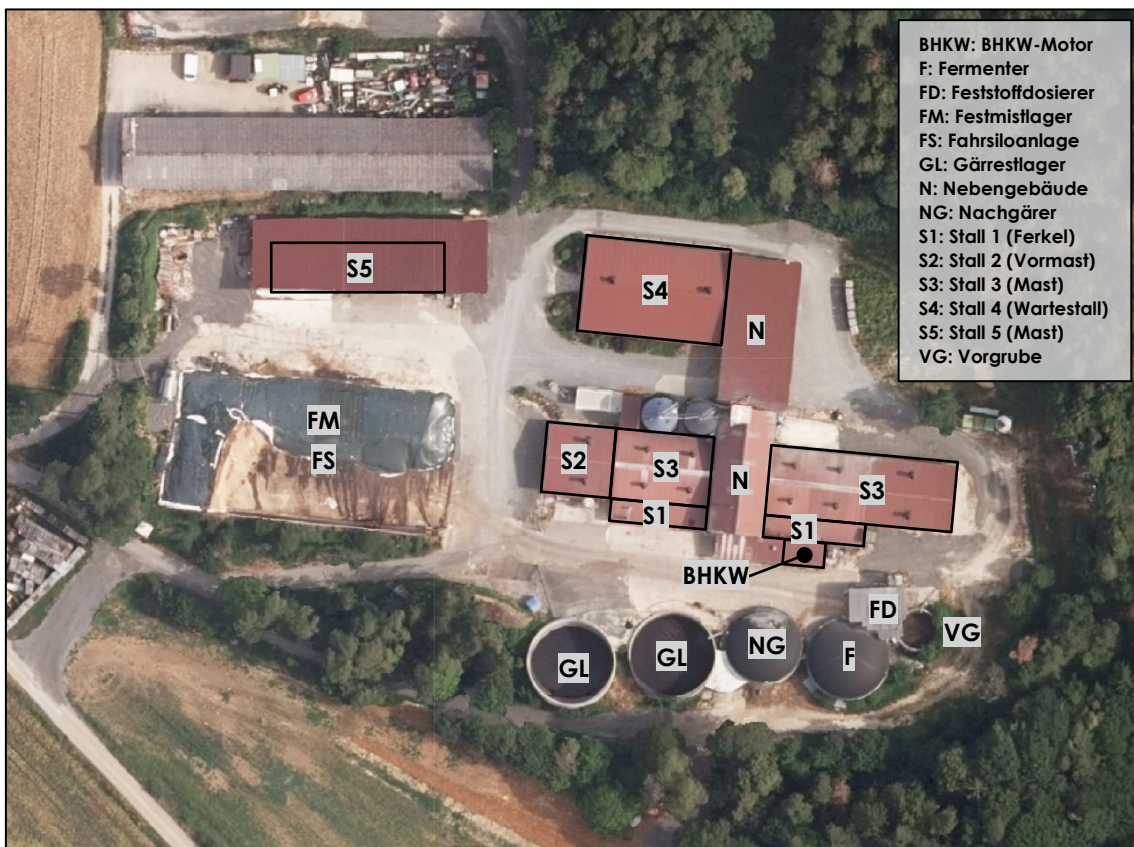 BHKW: BHKW-Motor
F: Fermenter
FD: Feststoffdosierer
FM: Festmistlager
FS: Fahrsiloanlage
GL: Gärrestlager
N: Nebengebäude
NG: Nachgärer
S1: Stall 1 (Ferkel)
S2: Stall 2 (Vormast)
S3: Stall 3 (Mast)
S4: Stall 4 (Wartestall)
S5: Stall 5 (Mast)
VG: Vorgrube
S5
S4
N
FM
FS
S2
S3
N
S3
S1
S1
BHKW
FD
VG
GL
GL
NG
F